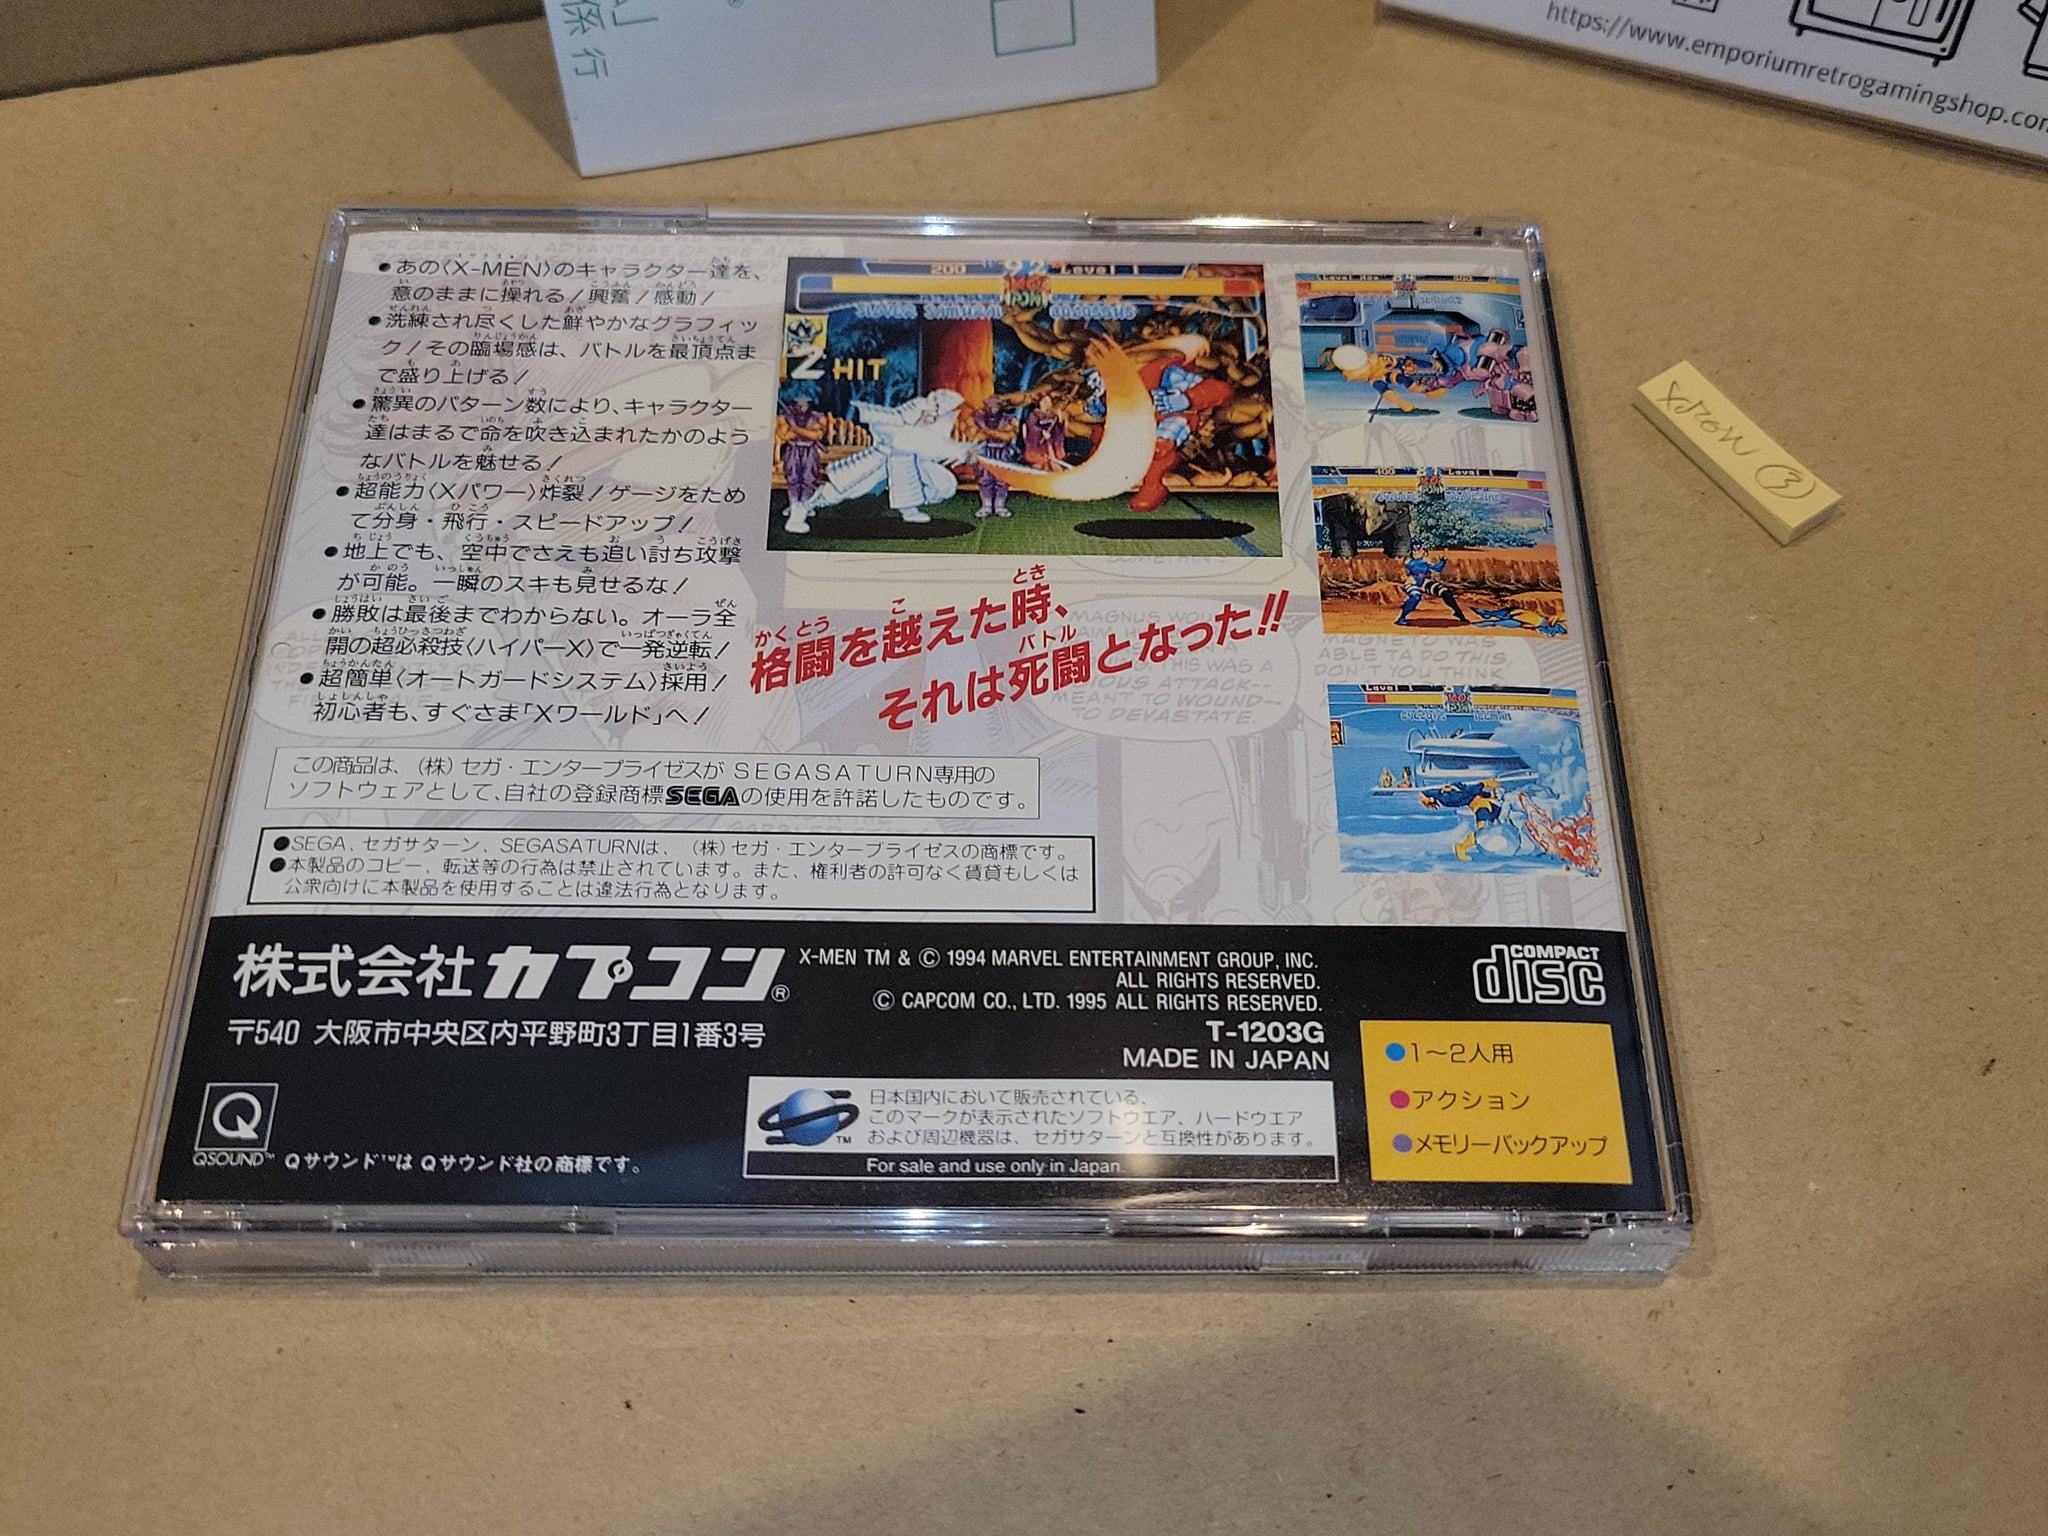 係行
https://www.emporiumretrogamingshop.com
●あの〈X-MEN〉のキャラクター達を、
意のままに操れる!興奮!感動!
●洗練され尽くした鮮やかなグラフィッ
ク!その臨場感は、バトルを最頂点ま
で盛り上げる!
●驚異のパターン数により、キャラクター
達はまるで命を吹き込まれたかのよう
なバトルを魅せる!
●超能力〈Xパワー〉炸裂!ゲージをため
て分身・飛行・スピードアップ!
●地上でも、空中でさえも追い討ち攻撃
が可能。一瞬のスキも見せるな!
●勝敗は最後までわからない。オーラ全
開の超必殺技〈ハイパーX〉で一発逆転!
●超簡単〈オートガードシステム〉採用!
初心者も、すぐさま「Xワールド」へ!
200 92 Level 1
SILVER SAMURAI COLOSSUS
2 HIT
格闘を越えた時、
それは死闘となった!!
MAGNETO WAS
ABLE TA DO THIS,
DON'T YOU THINK
MEANT TO WOUND--
TO DEVASTATE.
この商品は、(株)セガ・エンタープライゼスが SEGASATURN専用の
ソフトウェアとして、自社の登録商標SEGAの使用を許諾したものです。
●SEGA、セガサターン、SEGASATURNは、(株)セガ・エンタープライゼスの商標です。
●本製品のコピー、転送等の行為は禁止されています。また、権利者の許可なく賃貸もしくは
公衆向けに本製品を使用することは違法行為となります。
株式会社カプコン®
〒540 大阪市中央区内平野町3丁目1番3号
X-MEN TM & © 1994 MARVEL ENTERTAINMENT GROUP, INC.
ALL RIGHTS RESERVED.
© CAPCOM CO., LTD. 1995 ALL RIGHTS RESERVED.
T-1203G
MADE IN JAPAN
COMPACT
disc
●1〜2人用
●アクション
●メモリーバックアップ
Q
QSOUND™ Qサウンド™は Qサウンド社の商標です。
日本国内において販売されている、
このマークが表示されたソフトウエア、ハードウエア
および周辺機器は、セガサターンと互換性があります。
TM
For sale and use only in Japan.